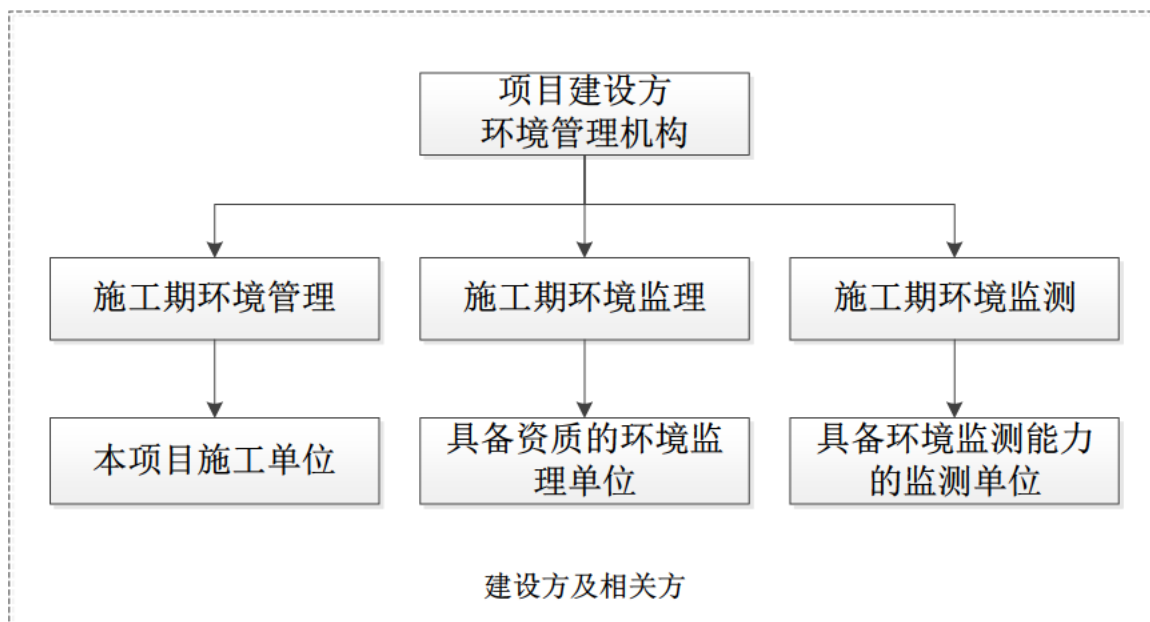 项目建设方
环境管理机构
施工期环境管理
施工期环境监理
施工期环境监测
本项目施工单位
具备资质的环境监
理单位
具备环境监测能力
的监测单位
建设方及相关方